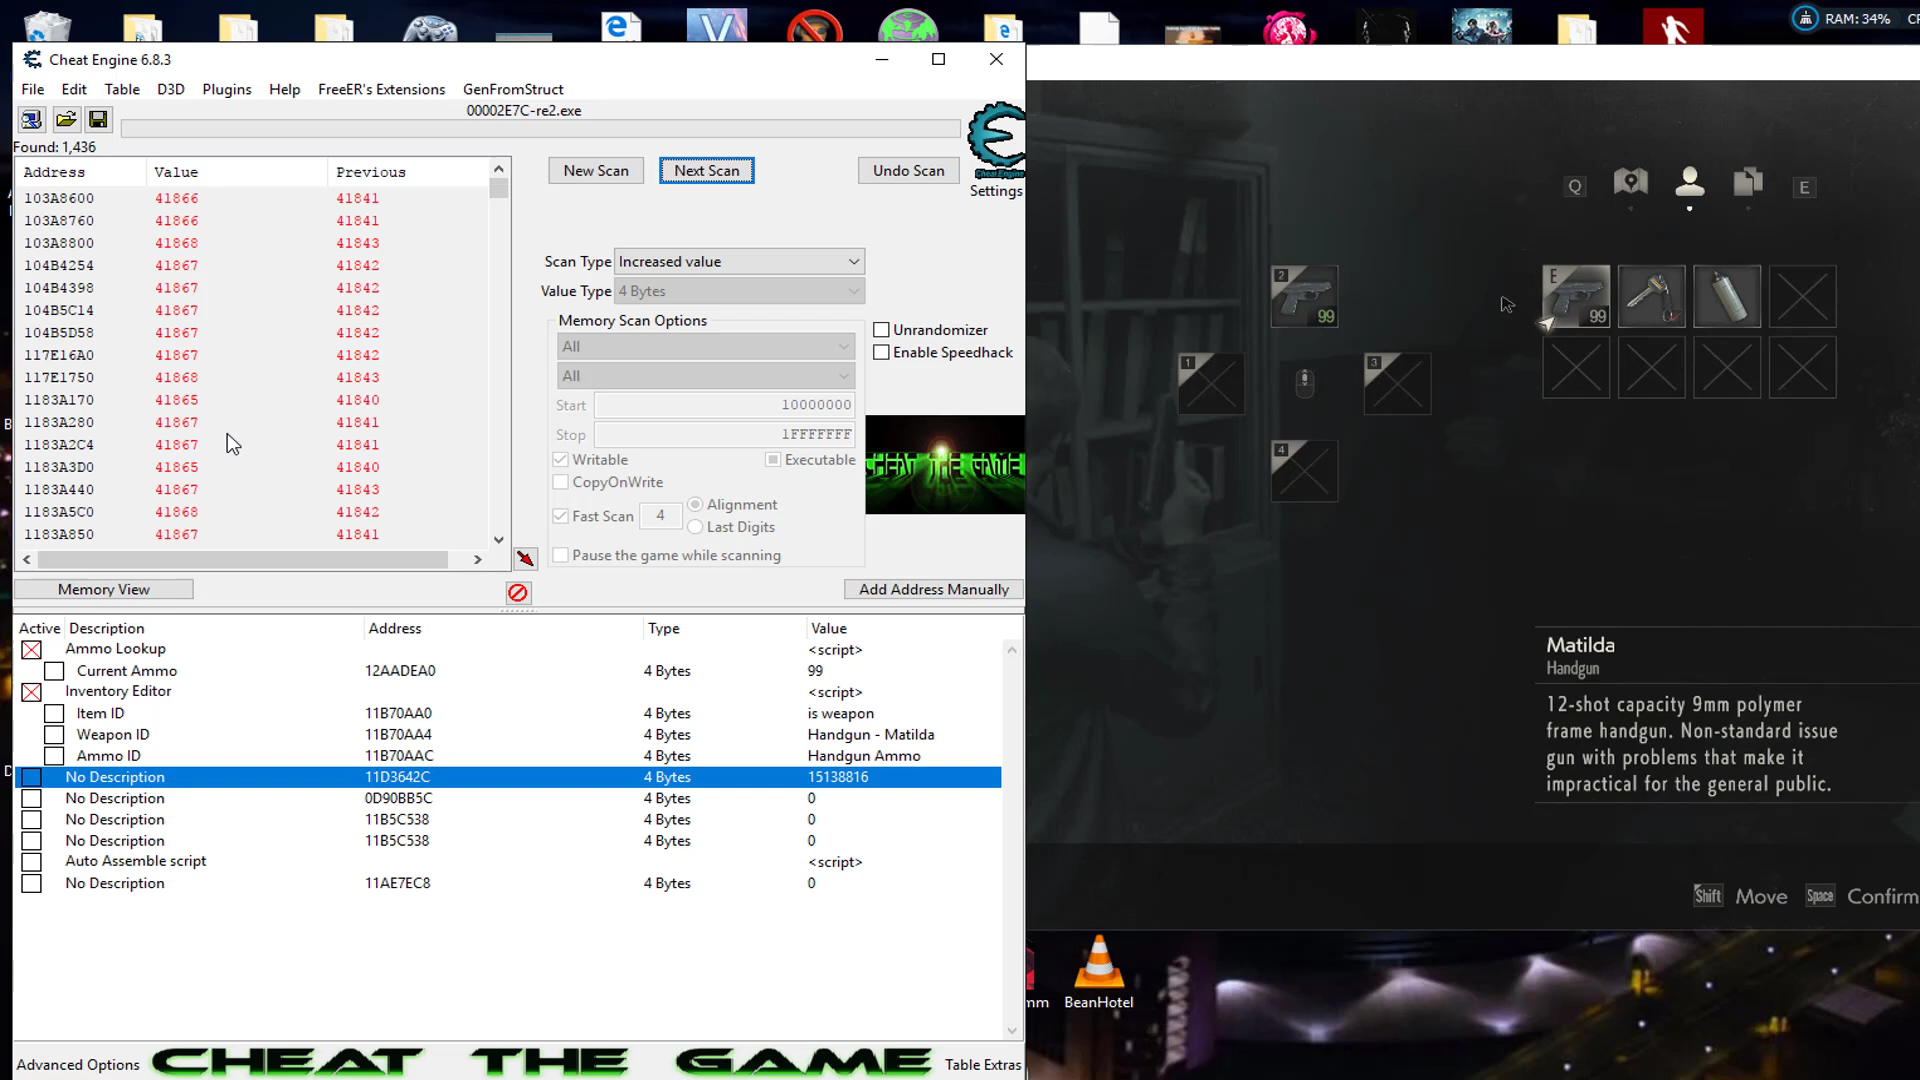 RAM: 34% CP
Cheat Engine 6.8.3
File Edit Table D3D Plugins Help FreeER's Extensions GenFromStruct
00002E7C-re2.exe
Found: 1,436
Address Value Previous
103A8600 41866 41841
103A8760 41866 41841
103A8800 41868 41843
104B4254 41867 41842
104B4398 41867 41842
104B5C14 41867 41842
104B5D58 41867 41842
117E16A0 41867 41842
117E1750 41868 41843
1183A170 41865 41840
1183A280 41867 41841
1183A2C4 41867 41841
1183A3D0 41865 41840
1183A440 41867 41843
1183A5C0 41868 41842
1183A850 41867 41841
New Scan Next Scan Undo Scan
Cheat Engine
Settings
Scan Type Increased value
Value Type 4 Bytes
Memory Scan Options
All
All
Start 10000000
Stop 1FFFFFFF
Writable Executable
CopyOnWrite
Fast Scan 4 Alignment
Last Digits
Pause the game while scanning
Unrandomizer
Enable Speedhack
CHEAT THE GAME
Memory View Add Address Manually
Active Description Address Type Value
Ammo Lookup <script>
Current Ammo 12AADEA0 4 Bytes 99
Inventory Editor <script>
Item ID 11B70AA0 4 Bytes is weapon
Weapon ID 11B70AA4 4 Bytes Handgun - Matilda
Ammo ID 11B70AAC 4 Bytes Handgun Ammo
No Description 11D3642C 4 Bytes 15138816
No Description 0D90BB5C 4 Bytes 0
No Description 11B5C538 4 Bytes 0
No Description 11B5C538 4 Bytes 0
Auto Assemble script <script>
No Description 11AE7EC8 4 Bytes 0
Advanced Options CHEAT THE GAME Table Extras
Q E
2 99
1 3
4
E 99
Matilda
Handgun
12-shot capacity 9mm polymer
frame handgun. Non-standard issue
gun with problems that make it
impractical for the general public.
Shift Move Space Confirm
mm BeanHotel